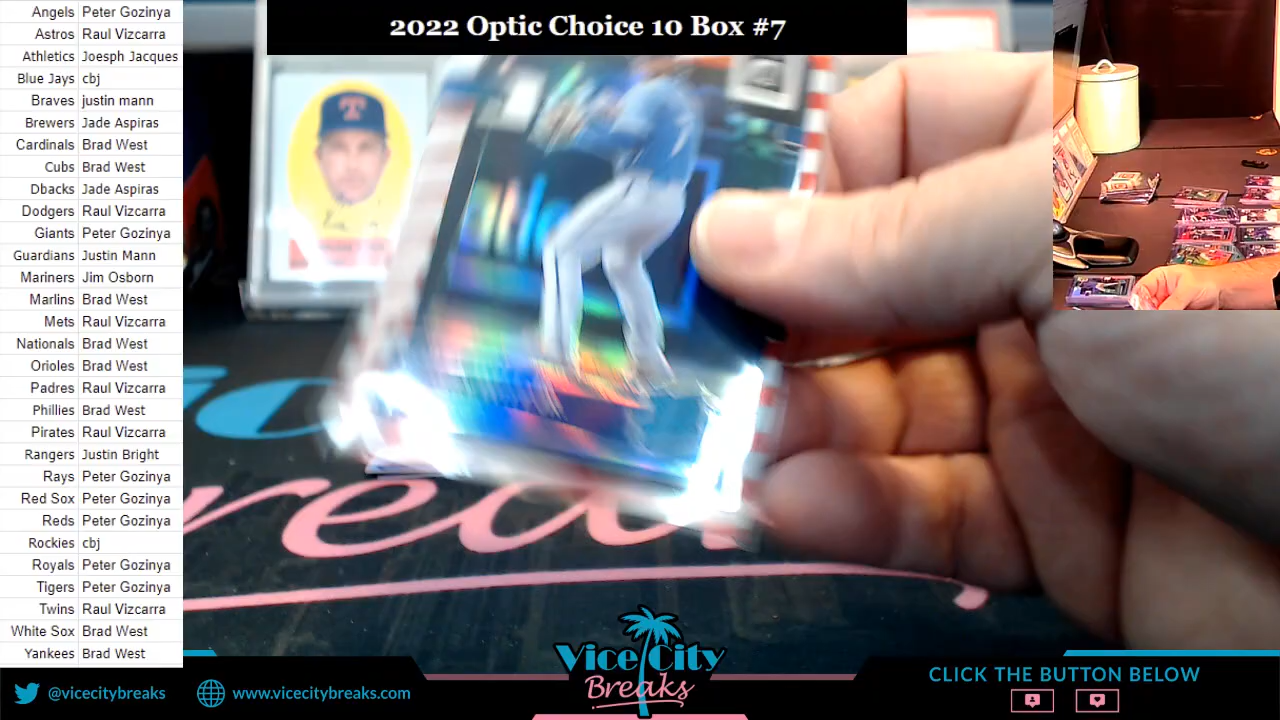 2022 Optic Choice 10 Box #7
Angels Peter Gozinya
Astros Raul Vizcarra
Athletics Joesph Jacques
Blue Jays cbj
Braves justin mann
Brewers Jade Aspiras
Cardinals Brad West
Cubs Brad West
Dbacks Jade Aspiras
Dodgers Raul Vizcarra
Giants Peter Gozinya
Guardians Justin Mann
Mariners Jim Osborn
Marlins Brad West
Mets Raul Vizcarra
Nationals Brad West
Orioles Brad West
Padres Raul Vizcarra
Phillies Brad West
Pirates Raul Vizcarra
Rangers Justin Bright
Rays Peter Gozinya
Red Sox Peter Gozinya
Reds Peter Gozinya
Rockies cbj
Royals Peter Gozinya
Tigers Peter Gozinya
Twins Raul Vizcarra
White Sox Brad West
Yankees Brad West
T
@vicecitybreaks
www.vicecitybreaks.com
Vice City
Breaks
CLICK THE BUTTON BELOW